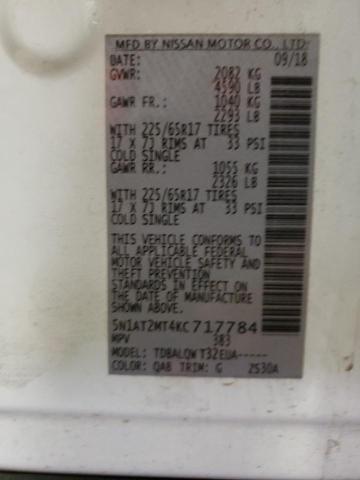 MFD BY NISSAN MOTOR CO., LTD.
DATE: 09/18
GVWR: 2082 KG
4590 LB
GAWR FR.: 1040 KG
2293 LB
WITH 225/65R17 TIRES
17 X 7J RIMS AT 33 PSI
COLD SINGLE
GAWR RR.: 1055 KG
2326 LB
WITH 225/65R17 TIRES
17 X 7J RIMS AT 33 PSI
COLD SINGLE
THIS VEHICLE CONFORMS TO
ALL APPLICABLE FEDERAL
MOTOR VEHICLE SAFETY AND
THEFT PREVENTION
STANDARDS IN EFFECT ON
THE DATE OF MANUFACTURE
SHOWN ABOVE.
5N1AT2MT4KC717784
MPV 383
MODEL: TDBALQWT32EUA-----
COLOR: QAB TRIM: G 2S30A